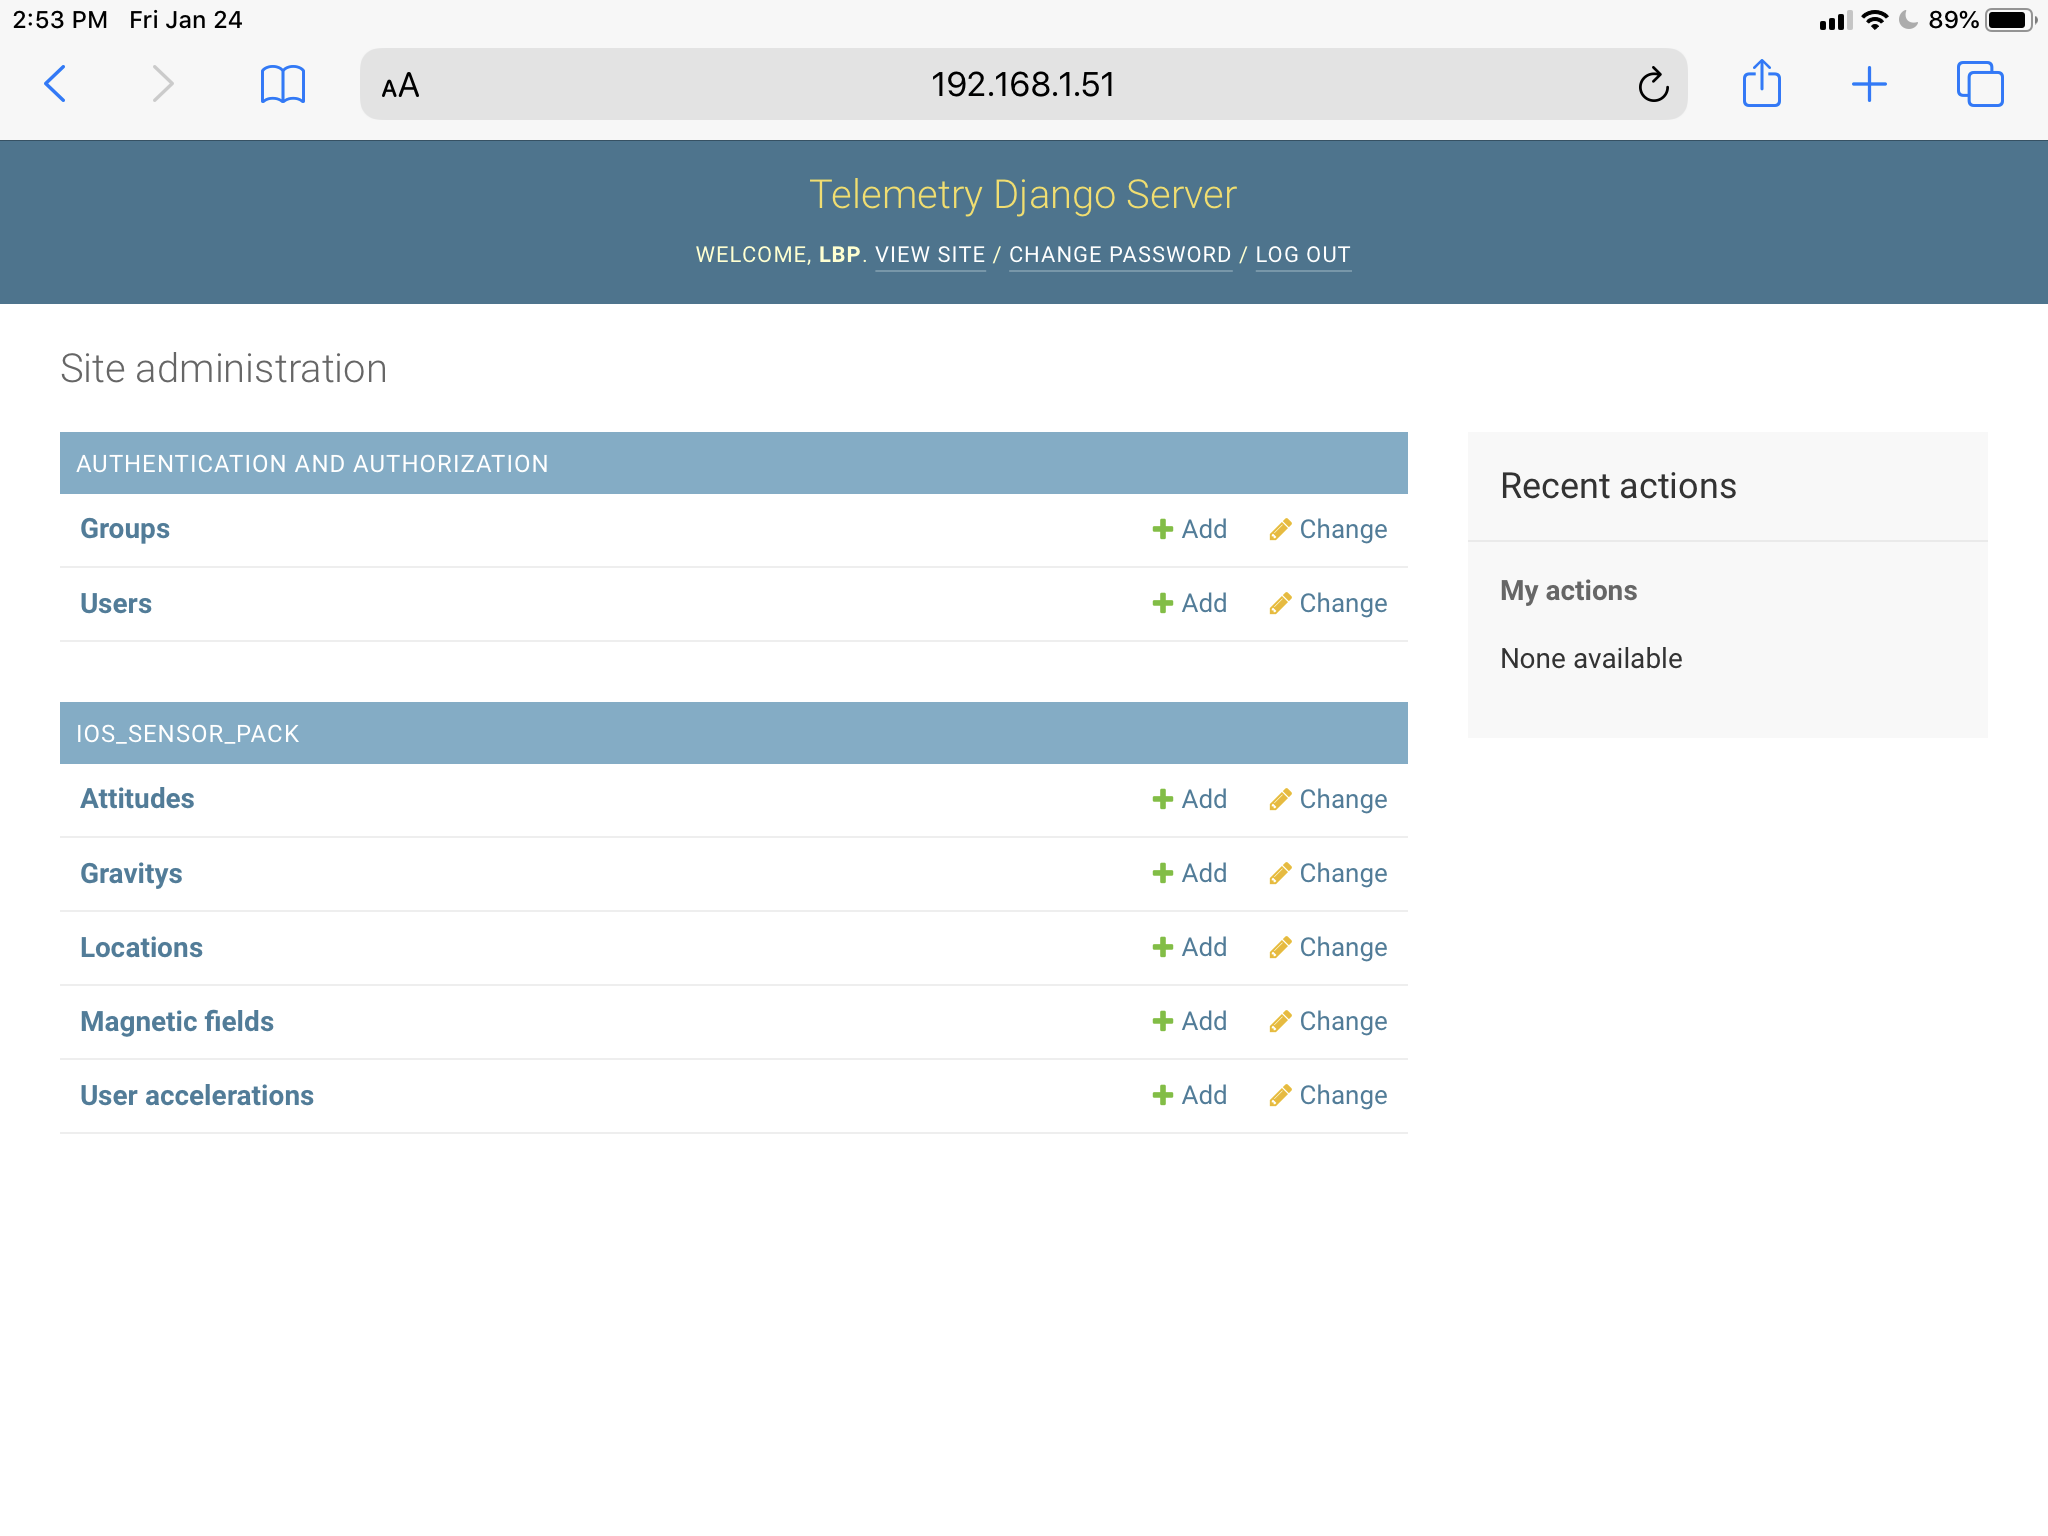 2:53 PM Fri Jan 24 89%
AA 192.168.1.51
Telemetry Django Server
WELCOME, LBP. VIEW SITE / CHANGE PASSWORD / LOG OUT
Site administration
AUTHENTICATION AND AUTHORIZATION
Groups Add Change
Users Add Change
IOS_SENSOR_PACK
Attitudes Add Change
Gravitys Add Change
Locations Add Change
Magnetic fields Add Change
User accelerations Add Change
Recent actions
My actions
None available